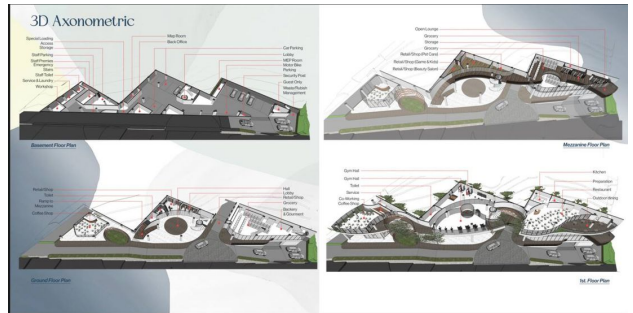 3D Axonometric
Special Loading
Access
Storage
Staff Parking
Staff Premises
Emergency
Stairs
Staff Toilet
Service & Laundry
Workshop
Map Room
Back Office
Car Parking
Lobby
MEP Room
Motor Bike
Parking
Security Post
Guest Only
Waste/Rubish
Management
Basement Floor Plan
Open Lounge
Grocery
Storage
Grocery
Retail Shop (Pet Care)
Retail Shop (Game & Kids)
Retail Shop (Beauty Salon)
Mezzanine Floor Plan
Retail Shop
Toilet
Ramp to
Mezzanine
Coffee Shop
Hall
Lobby
Retail Shop
Grocery
Bakery
& Gourment
Ground Floor Plan
Gym Hall
Gym Hall
Toilet
Service
Co-Working
Coffee Shop
Kitchen
Preparation
Restaurant
Outdoor dining
1st. Floor Plan